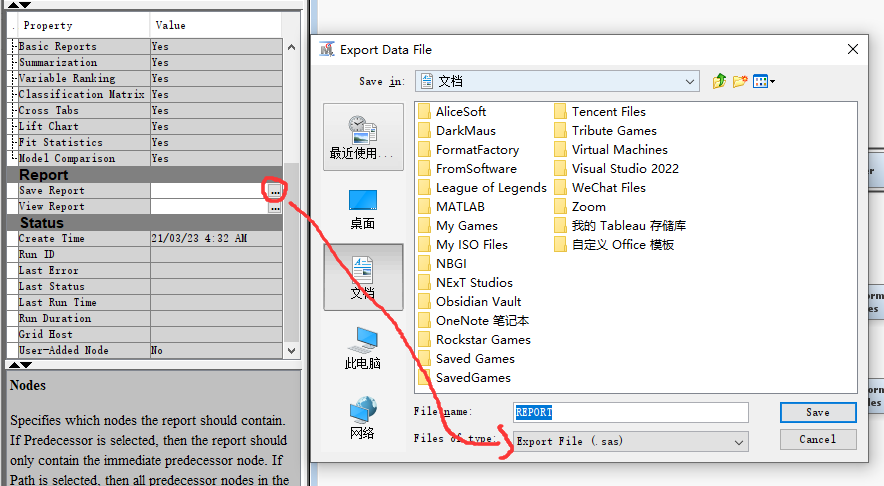 Property Value
Basic Reports Yes
Summarization Yes
Variable Ranking Yes
Classification Matrix Yes
Cross Tabs Yes
Lift Chart Yes
Fit Statistics Yes
Model Comparison Yes
Report
Save Report ...
View Report ...
Status
Create Time 21/03/23 4:32 AM
Run ID
Last Error
Last Status
Last Run Time
Run Duration
Grid Host
User-Added Node No
Nodes
Specifies which nodes the report should contain.
If Predecessor is selected, then the report should
only contain the immediate predecessor node. If
Path is selected, then all predecessor nodes in the
Export Data File
Save in: 文档
最近使用...
桌面
文档
此电脑
网络
AliceSoft
DarkMaus
FormatFactory
FromSoftware
League of Legends
MATLAB
My Games
My ISO Files
NBGI
NExT Studios
Obsidian Vault
OneNote 笔记本
Rockstar Games
Saved Games
SavedGames
Tencent Files
Tribute Games
Virtual Machines
Visual Studio 2022
WeChat Files
Zoom
我的 Tableau 存储库
自定义 Office 模板
File name: REPORT
Save
Files of type: Export File (.sas)
Cancel